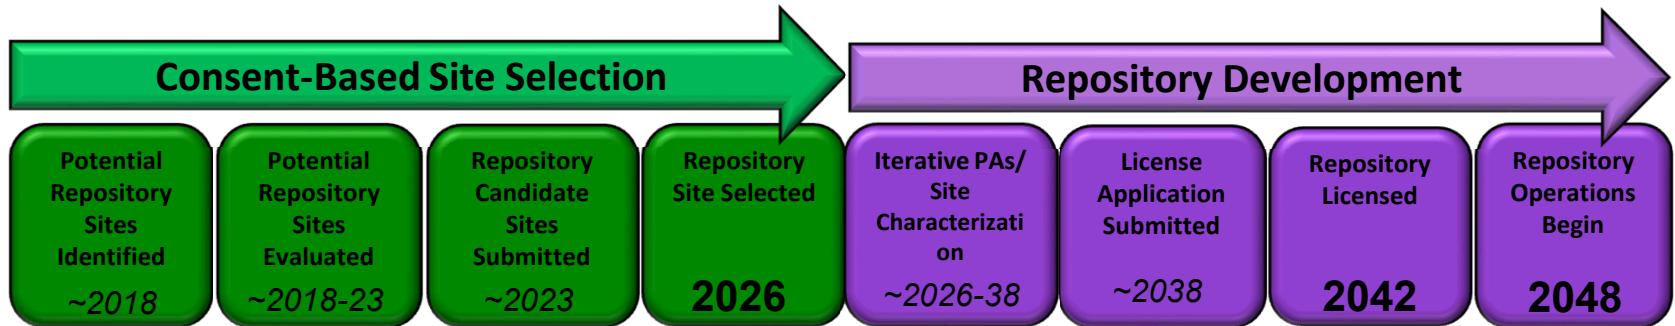 Consent-Based Site Selection
Repository Development
Potential
Repository
Sites
Identified
~2018
Potential
Repository
Sites
Evaluated
~2018-23
Repository
Candidate
Sites
Submitted
~2023
Repository
Site Selected
2026
Iterative PAs/
Site
Characterizati
on
~2026-38
License
Application
Submitted
~2038
Repository
Licensed
2042
Repository
Operations
Begin
2048